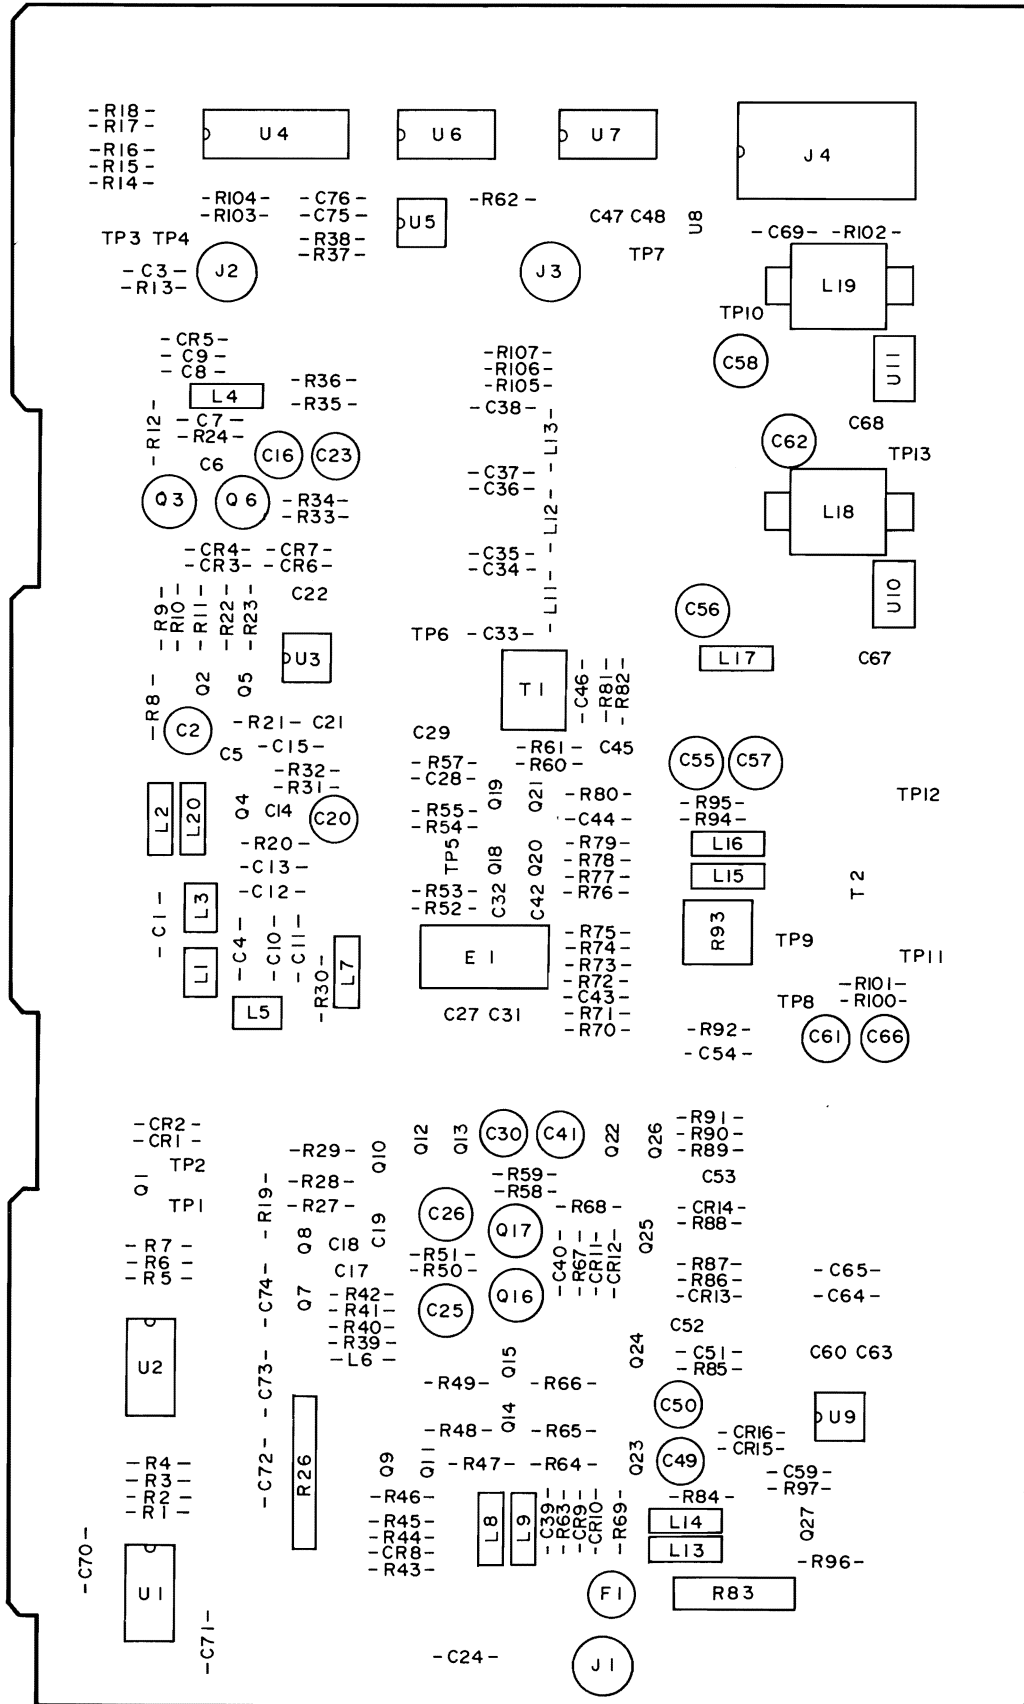 -R18-
-R17-
-R16-
-R15-
-R14-
U4
U6
U7
J4
-R104-
-R103-
-C76-
-C75-
-R38-
-R37-
U5
-R62-
C47 C48
U8
TP7
-C69- -R102-
TP3 TP4
-C3-
-R13-
J2
J3
L19
TP10
C58
U11
-CR5-
-C9-
-C8-
L4
-R36-
-R35-
-R107-
-R106-
-R105-
-C38-
-L13-
-R12-
-C7-
-R24-
C6
C16
C23
-C37-
-C36-
C62
C68
TP13
Q3
Q6
-R34-
-R33-
-L12-
L18
-CR4- -CR7-
-CR3- -CR6-
-C35-
-C34-
-L11-
C22
-R9-
-R10-
-R11-
-R22-
-R23-
U3
TP6
-C33-
C56
U10
L17
C67
-R8-
Q2
Q5
T1
-C46-
-R81-
-R82-
C2
-R21- C21
C5
-C15-
C29
-R61-
-R60-
C45
-R57-
-C28-
-R32-
-R31-
C55
C57
L2
L20
Q4
C14
C20
Q19
Q21
-R80-
-C44-
-R95-
-R94-
TP12
-R55-
-R54-
-R20-
-C13-
-C12-
TP5
Q18
Q20
-R79-
-R78-
-R77-
-R76-
L16
L15
T2
-R53-
-R52-
C32
C42
-C1-
L3
L1
-C4-
-C10-
-C11-
-R30-
L7
L5
E1
-R75-
-R74-
-R73-
-R72-
-C43-
-R71-
-R70-
R93
TP9
TP11
C27 C31
-R101-
-R100-
TP8
C61
C66
-R92-
-C54-
-CR2-
-CR1-
Q1
TP2
TP1
-R29-
-R28-
-R27-
Q10
Q12
Q13
C30
C41
Q22
Q26
-R91-
-R90-
-R89-
C53
-R59-
-R58-
-R68-
-CR14-
-R88-
-R19-
Q8
C18
C19
C17
C26
Q17
Q25
-R7-
-R6-
-R5-
-R51-
-R50-
-C40-
-R67-
-CR11-
-CR12-
-R87-
-R86-
-CR13-
-C65-
-C64-
-C74-
Q7
-R42-
-R41-
-R40-
-R39-
-L6-
C25
Q16
U2
C52
Q24
-C51-
-R85-
C60 C63
-C73-
Q15
-R49-
-R66-
C50
U9
Q14
-R48-
-R65-
-CR16-
-CR15-
-R4-
-R3-
-R2-
-R1-
-C72-
R26
Q9
Q11
-R47-
-R64-
Q23
C49
-C59-
-R97-
-R46-
-R45-
-R44-
-CR8-
-R43-
L8
L9
-C39-
-R63-
-CR9-
-CR10-
-R69-
-R84-
L14
L13
Q27
-R96-
-C70-
U1
F1
R83
-C71-
-C24-
J1